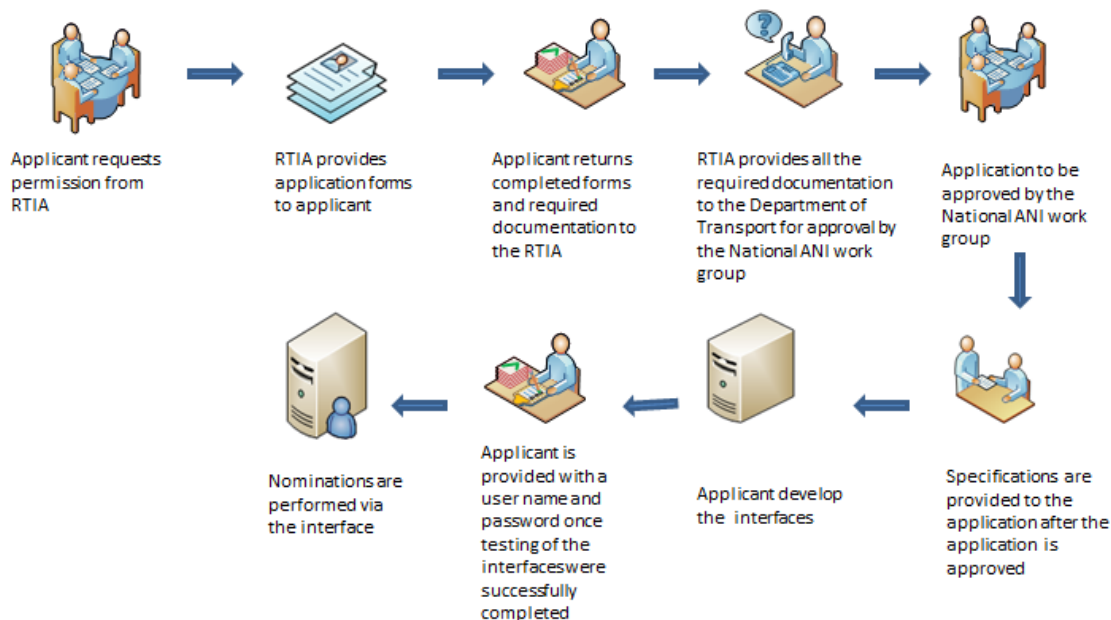 Applicant requests
permission from
RTIA
RTIA provides
application forms
to applicant
Applicant returns
completed forms
and required
documentation to
the RTIA
RTIA provides all the
required documentation
to the Department of
Transport for approval by
the National ANI work
group
Application to be
approved by the
National ANI work
group
Specifications are
provided to the
application after the
application is
approved
Applicant develop
the interfaces
Applicant is
provided with a
user name and
password once
testing of the
interfaces were
successfully
completed
Nominations are
performed via
the interface